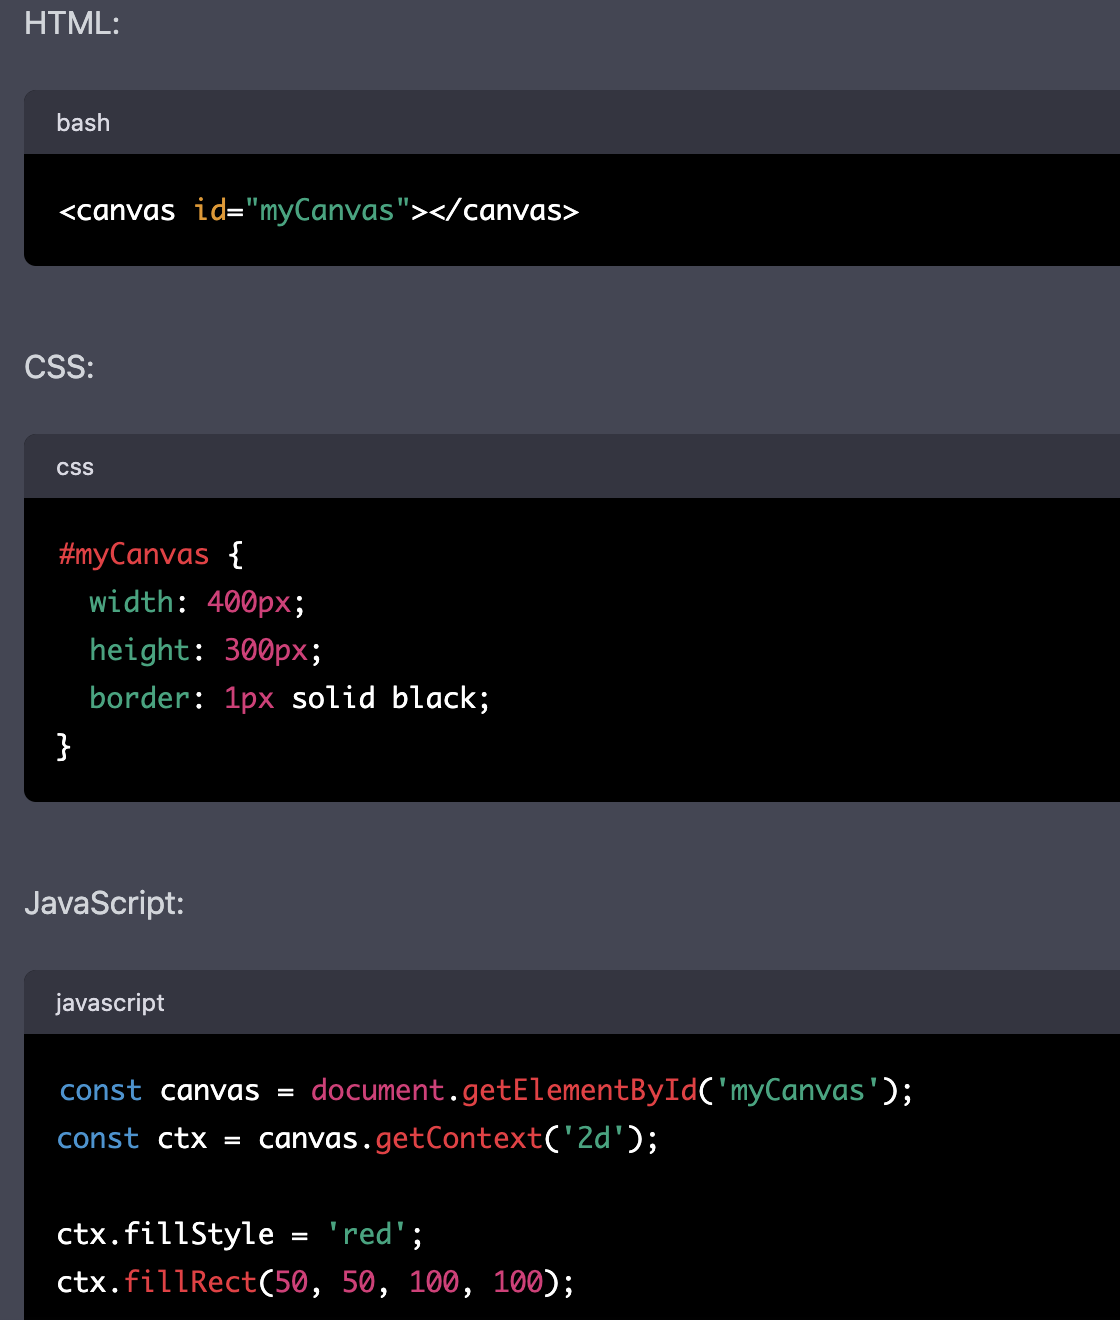 HTML:
bash
<canvas id="myCanvas"></canvas>
CSS:
css
#myCanvas {
  width: 400px;
  height: 300px;
  border: 1px solid black;
}
JavaScript:
javascript
const canvas = document.getElementById('myCanvas');
const ctx = canvas.getContext('2d');
ctx.fillStyle = 'red';
ctx.fillRect(50, 50, 100, 100);